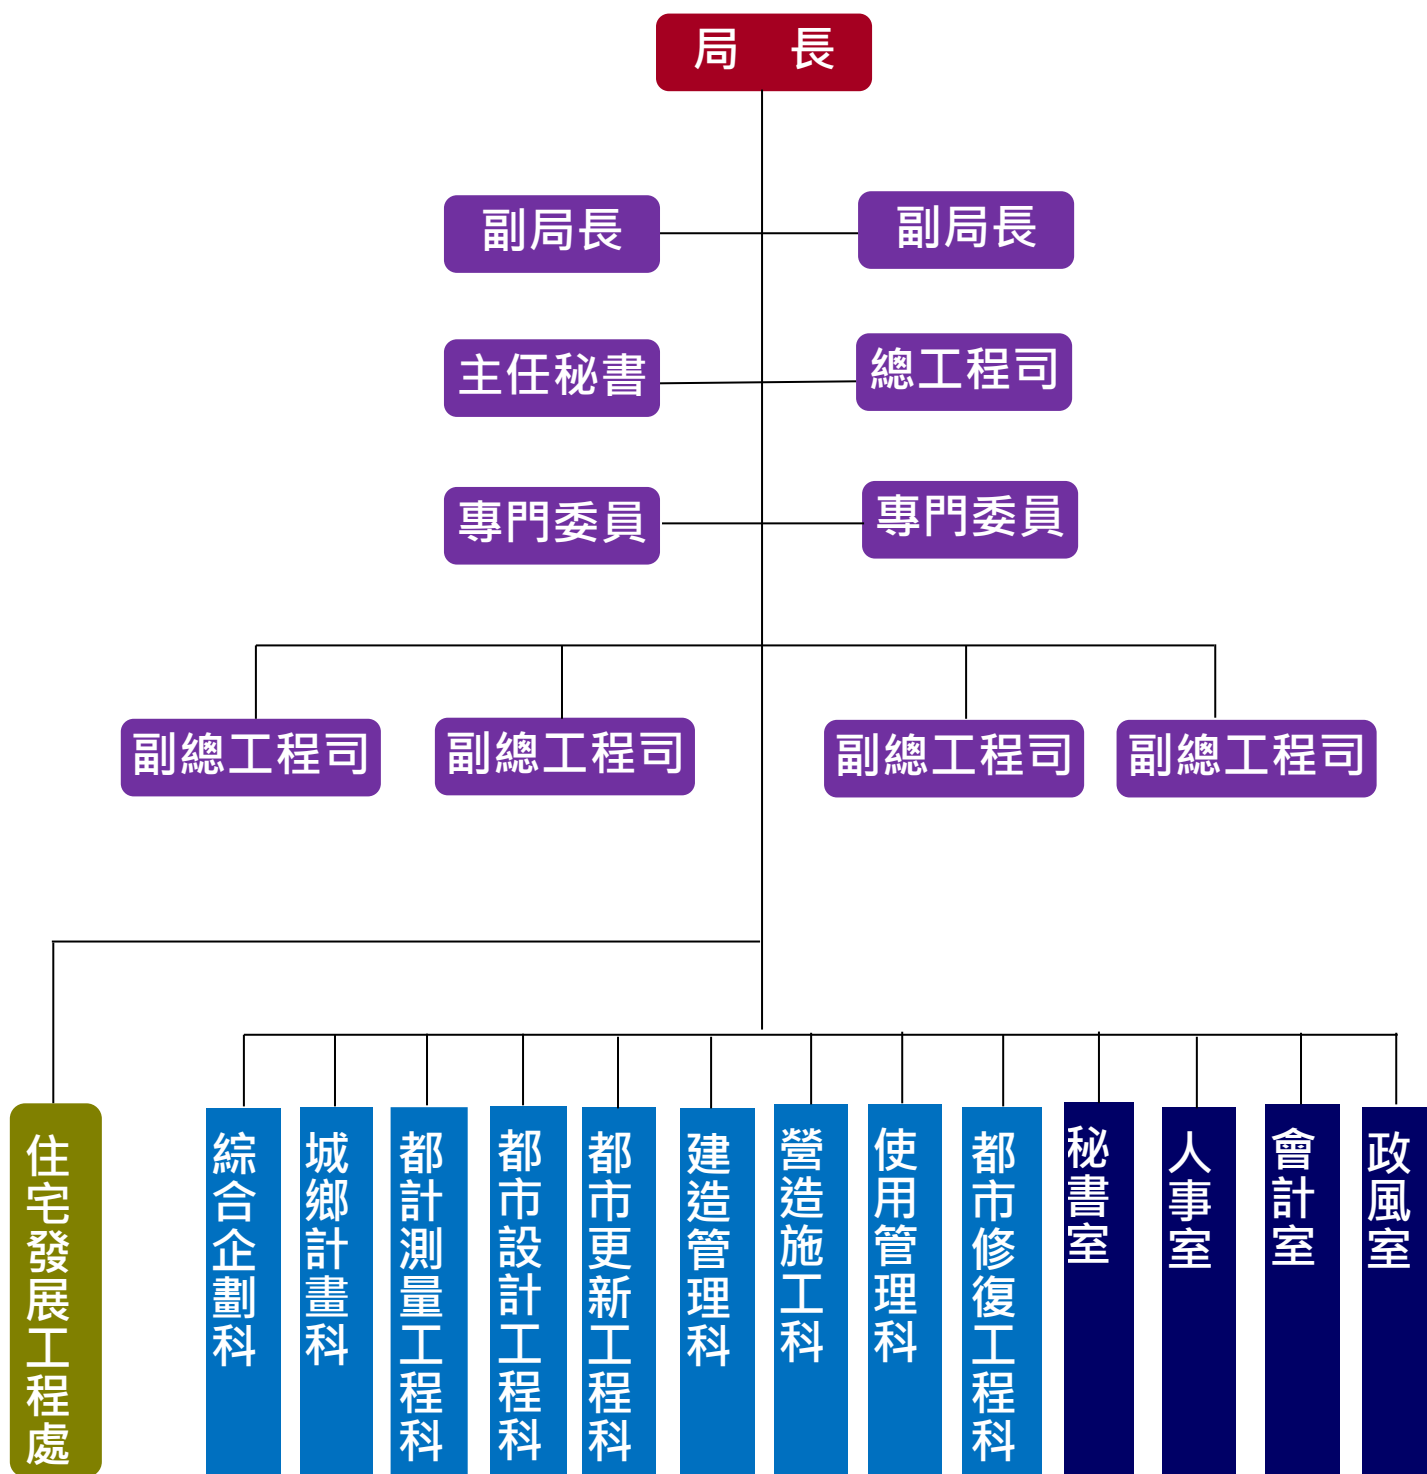 局　長
副局長
副局長
主任秘書
總工程司
專門委員
專門委員
副總工程司
副總工程司
副總工程司
副總工程司
住宅發展工程處
綜合企劃科
城鄉計畫科
都計測量工程科
都市設計工程科
都市更新工程科
建造管理科
營造施工科
使用管理科
都市修復工程科
秘書室
人事室
會計室
政風室